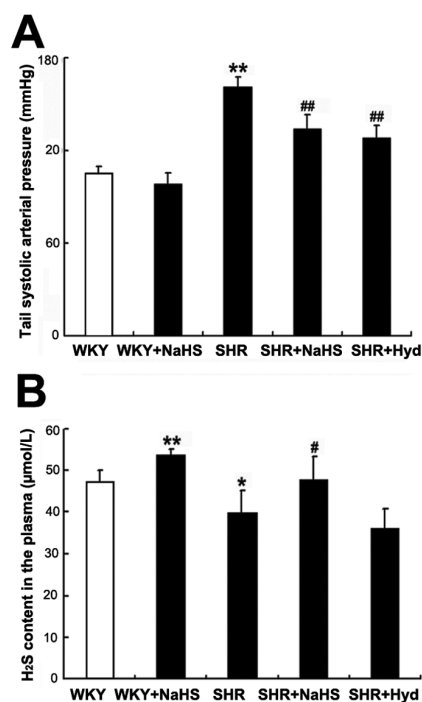 A
Tail systolic arterial pressure (mmHg)
180
20
60
0
**
##
##
WKY WKY+NaHS SHR SHR+NaHS SHR+Hyd
B
H₂S content in the plasma (μmol/L)
60
50
40
30
20
10
0
**
*
#
WKY WKY+NaHS SHR SHR+NaHS SHR+Hyd